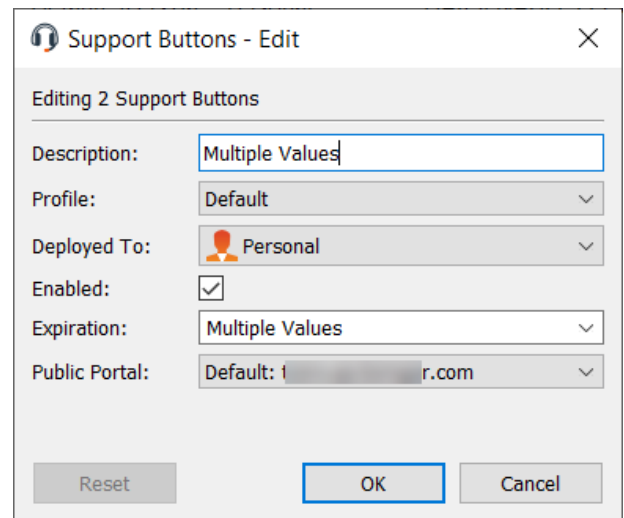 Support Buttons - Edit
Editing 2 Support Buttons
Description: Multiple Values
Profile: Default
Deployed To: Personal
Enabled:
Expiration: Multiple Values
Public Portal: Default: r.com
Reset OK Cancel